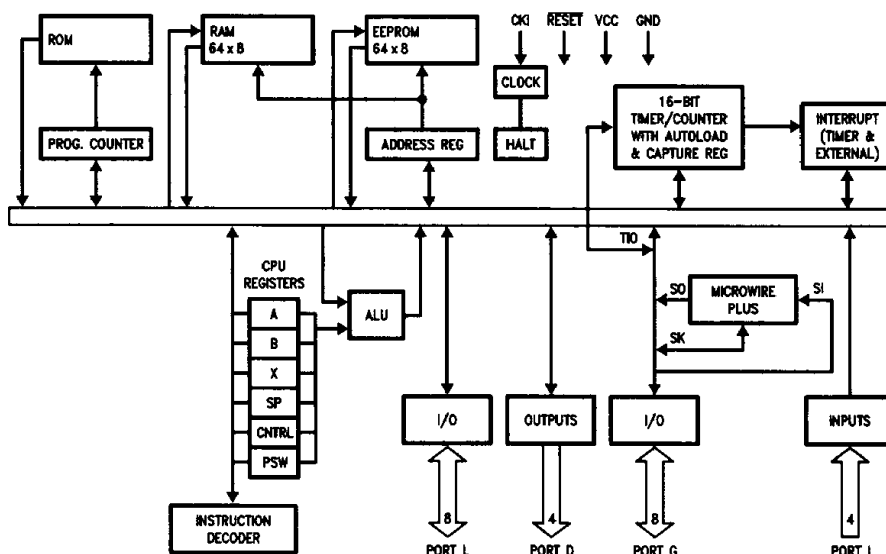 CKI RESET VCC GND
ROM
RAM
64 x 8
EEPROM
64 x 8
CLOCK
HALT
PROG. COUNTER
ADDRESS REG
16-BIT
TIMER/COUNTER
WITH AUTOLOAD
& CAPTURE REG
INTERRUPT
(TIMER &
EXTERNAL)
TIO
CPU
REGISTERS
A
B
X
SP
CNTRL
PSW
ALU
SO
MICROWIRE
PLUS
SI
SK
I/O
OUTPUTS
I/O
INPUTS
INSTRUCTION
DECODER
8
4
8
4
PORT L
PORT D
PORT G
PORT I